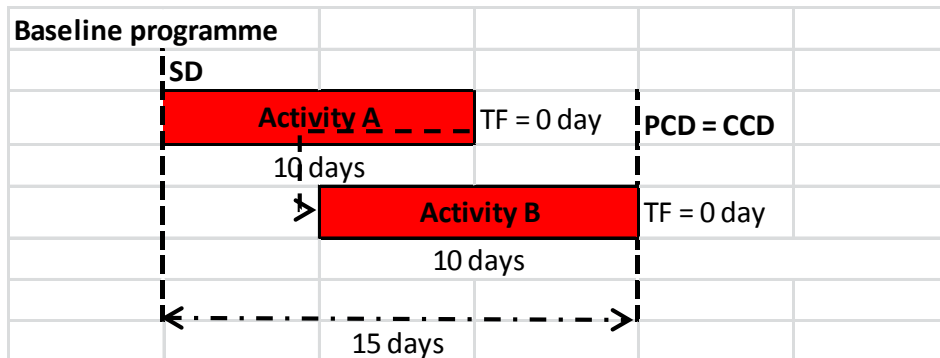 Baseline programme
SD
Activity A
TF = 0 day
PCD = CCD
10 days
Activity B
TF = 0 day
10 days
15 days